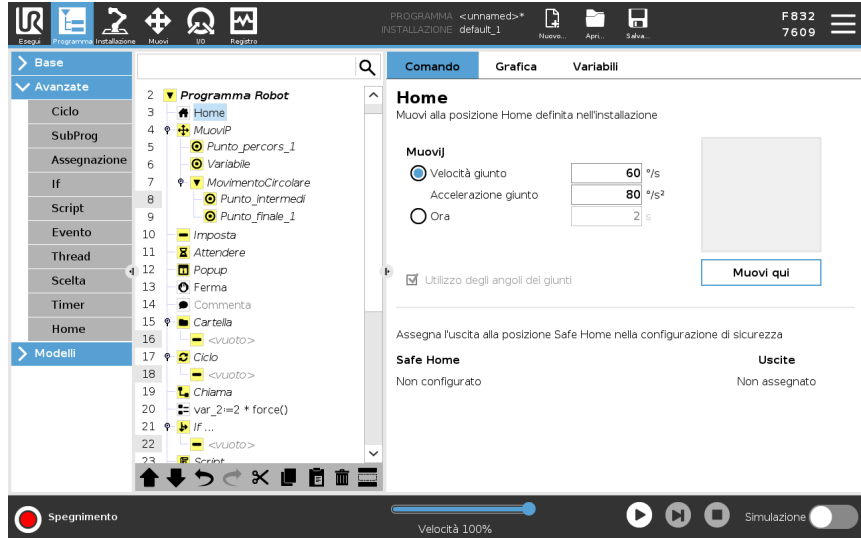 UR
Esegui
Programma
Installazione
Muovi
I/O
Registro
PROGRAMMA <unnamed>*
INSTALLAZIONE default_1
Nuovo...
Apri...
Salva...
F832
7609
Base
Avanzate
Ciclo
SubProg
Assegnazione
If
Script
Evento
Thread
Scelta
Timer
Home
Modelli
2 Programma Robot
3 Home
4 MuoviP
5 Punto_percors_1
6 Variabile
7 MovimentoCircolare
8 Punto_intermedi
9 Punto_finale_1
10 Imposta
11 Attendere
12 Popup
13 Ferma
14 Commenta
15 Cartella
16 <vuoto>
17 Ciclo
18 <vuoto>
19 Chiama
20 var_2:=2 * force()
21 If ...
22 <vuoto>
23 Script
Comando Grafica Variabili
Home
Muovi alla posizione Home definita nell'installazione
MuoviJ
Velocità giunto 60 °/s
Accelerazione giunto 80 °/s²
Ora 2 s
Utilizzo degli angoli dei giunti
Muovi qui
Assegna l'uscita alla posizione Safe Home nella configurazione di sicurezza
Safe Home Uscite
Non configurato Non assegnato
Spegnimento
Velocità 100%
Simulazione